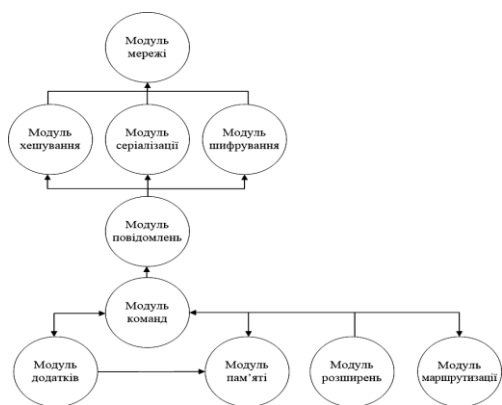 Модуль
мережі
Модуль
хешування
Модуль
серіалізації
Модуль
шифрування
Модуль
повідомлень
Модуль
команд
Модуль
додатків
Модуль
пам’яті
Модуль
розширень
Модуль
маршрутизації